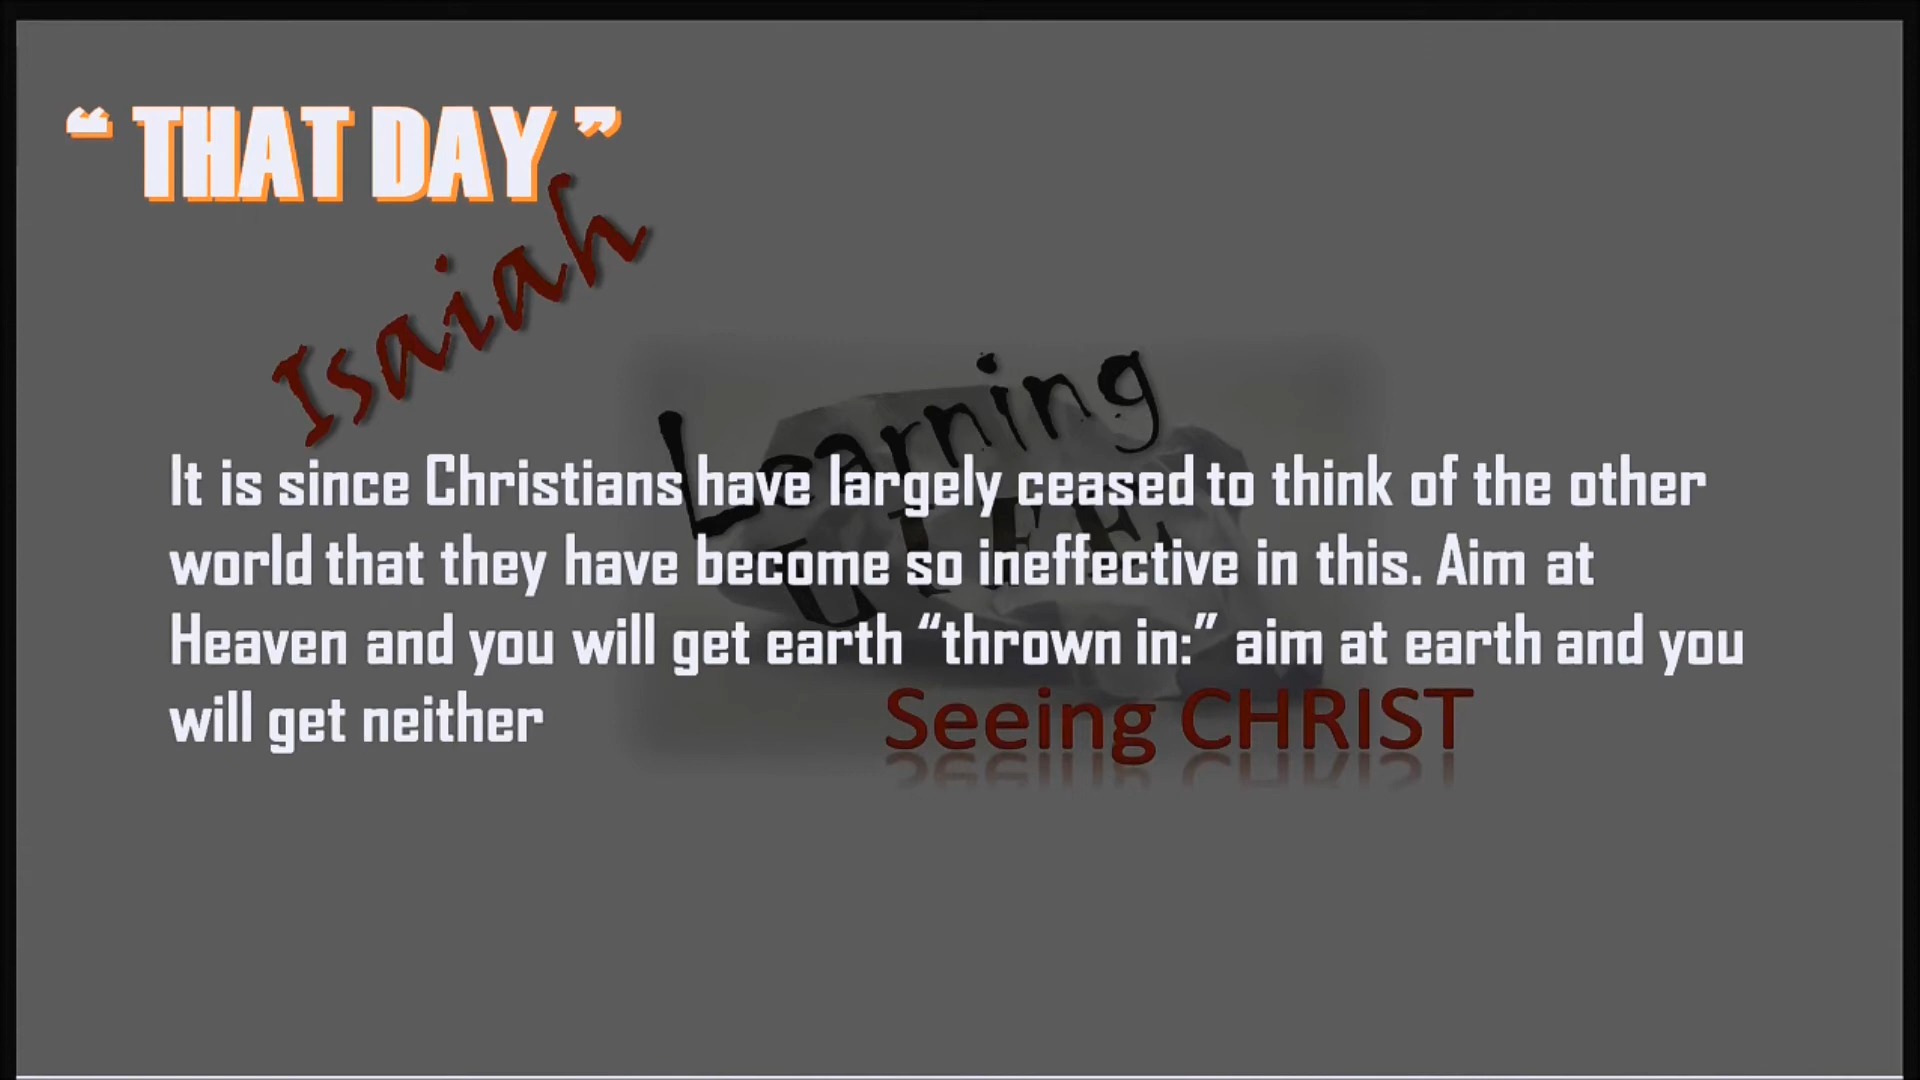 “ THAT DAY ”
Isaiah
Learning
LIFE
It is since Christians have largely ceased to think of the other
world that they have become so ineffective in this. Aim at
Heaven and you will get earth “thrown in:” aim at earth and you
will get neither
Seeing CHRIST